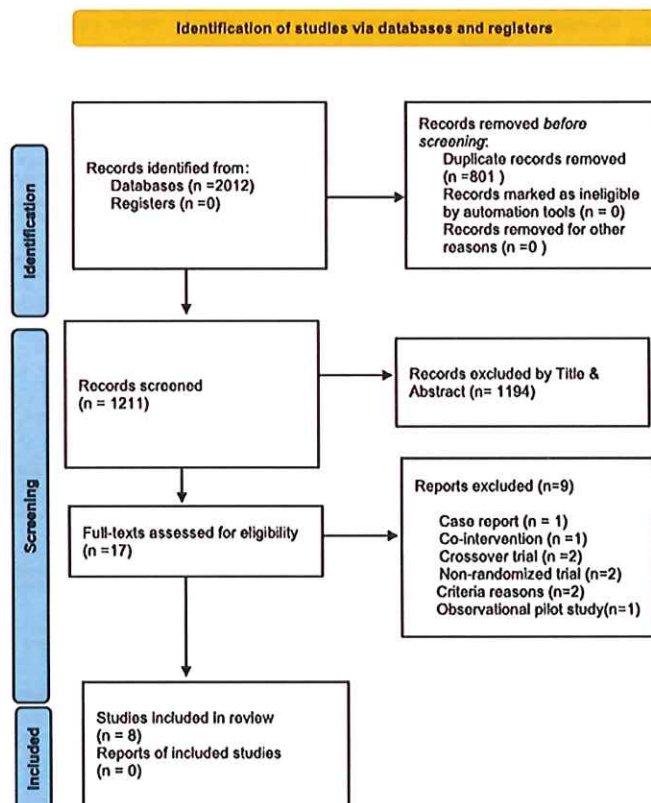 Identification of studies via databases and registers
Identification
Records identified from:
Databases (n =2012)
Registers (n =0)
Records removed before
screening:
Duplicate records removed
(n =801 )
Records marked as ineligible
by automation tools (n = 0)
Records removed for other
reasons (n =0 )
Screening
Records screened
(n = 1211)
Records excluded by Title &
Abstract (n= 1194)
Full-texts assessed for eligibility
(n =17)
Reports excluded (n=9)
Case report (n = 1)
Co-intervention (n =1)
Crossover trial (n =2)
Non-randomized trial (n=2)
Criteria reasons (n=2)
Observational pilot study(n=1)
Included
Studies included in review
(n = 8)
Reports of included studies
(n = 0)